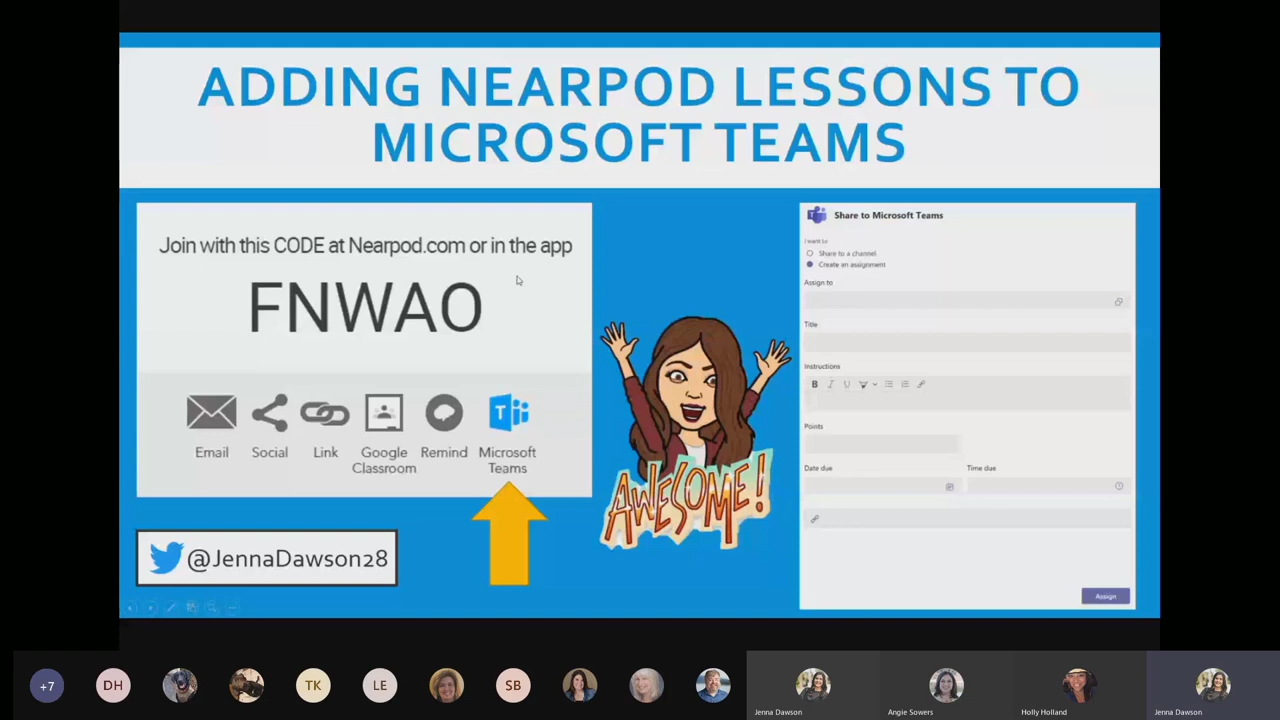 ADDING NEARPOD LESSONS TO
MICROSOFT TEAMS
Join with this CODE at Nearpod.com or in the app
FNWAO
Email
Social
Link
Google
Classroom
Remind
Microsoft
Teams
@JennaDawson28
AWESOME!
Share to Microsoft Teams
I want to
Share to a channel
Create an assignment
Assign to
Title
Instructions
B I U
Points
Date due
Time due
Assign
+7
DH
TK
LE
SB
Jenna Dawson
Angie Sowers
Holly Holland
Jenna Dawson